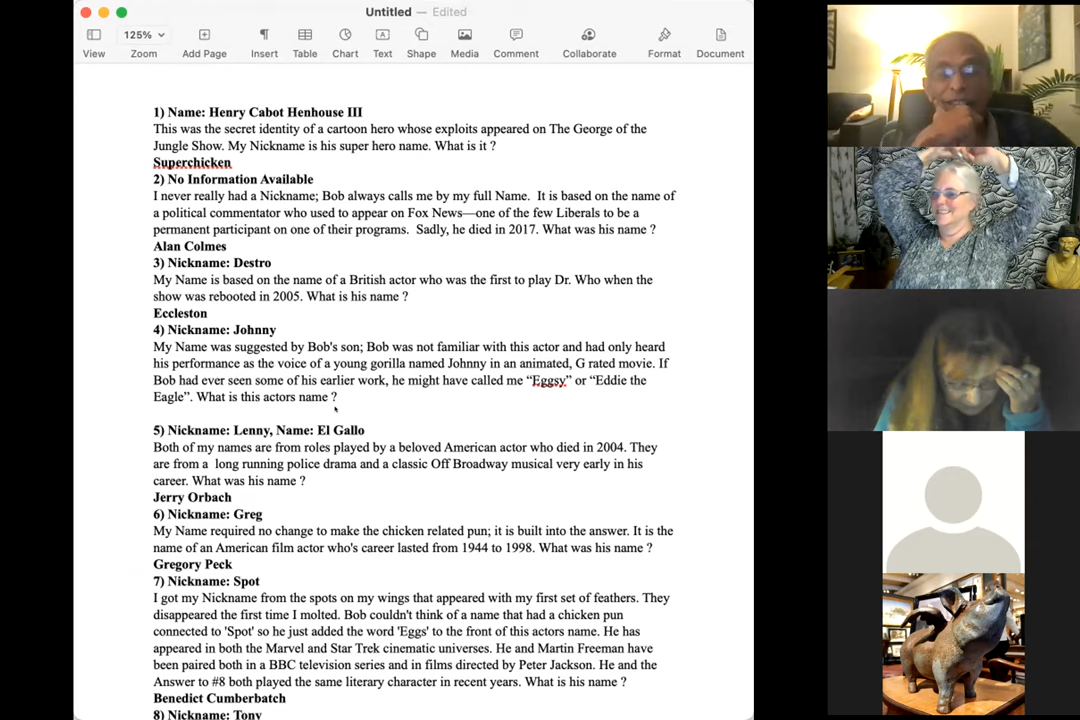 Untitled — Edited
125%
View Zoom Add Page Insert Table Chart Text Shape Media Comment Collaborate Format Document
1) Name: Henry Cabot Henhouse III
This was the secret identity of a cartoon hero whose exploits appeared on The George of the
Jungle Show. My Nickname is his super hero name. What is it ?
Superchicken
2) No Information Available
I never really had a Nickname; Bob always calls me by my full Name.  It is based on the name of
a political commentator who used to appear on Fox News—one of the few Liberals to be a
permanent participant on one of their programs.  Sadly, he died in 2017. What was his name ?
Alan Colmes
3) Nickname: Destro
My Name is based on the name of a British actor who was the first to play Dr. Who when the
show was rebooted in 2005. What is his name ?
Eccleston
4) Nickname: Johnny
My Name was suggested by Bob's son; Bob was not familiar with this actor and had only heard
his performance as the voice of a young gorilla named Johnny in an animated, G rated movie. If
Bob had ever seen some of his earlier work, he might have called me “Eggsy” or “Eddie the
Eagle”. What is this actors name ?
5) Nickname: Lenny, Name: El Gallo
Both of my names are from roles played by a beloved American actor who died in 2004. They
are from a  long running police drama and a classic Off Broadway musical very early in his
career. What was his name ?
Jerry Orbach
6) Nickname: Greg
My Name required no change to make the chicken related pun; it is built into the answer. It is the
name of an American film actor who's career lasted from 1944 to 1998. What was his name ?
Gregory Peck
7) Nickname: Spot
I got my Nickname from the spots on my wings that appeared with my first set of feathers. They
disappeared the first time I molted. Bob couldn't think of a name that had a chicken pun
connected to 'Spot' so he just added the word 'Eggs' to the front of this actors name. He has
appeared in both the Marvel and Star Trek cinematic universes. He and Martin Freeman have
been paired both in a BBC television series and in films directed by Peter Jackson. He and the
Answer to #8 both played the same literary character in recent years. What is his name ?
Benedict Cumberbatch
8) Nickname: Tony